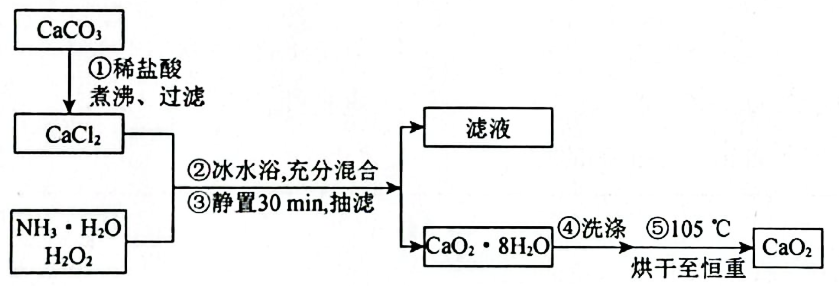 CaCO₃
①稀盐酸
煮沸、过滤
CaCl₂
NH₃·H₂O
H₂O₂
②冰水浴,充分混合
③静置30 min,抽滤
滤液
CaO₂·8H₂O
④洗涤
⑤105 ℃
烘干至恒重
CaO₂